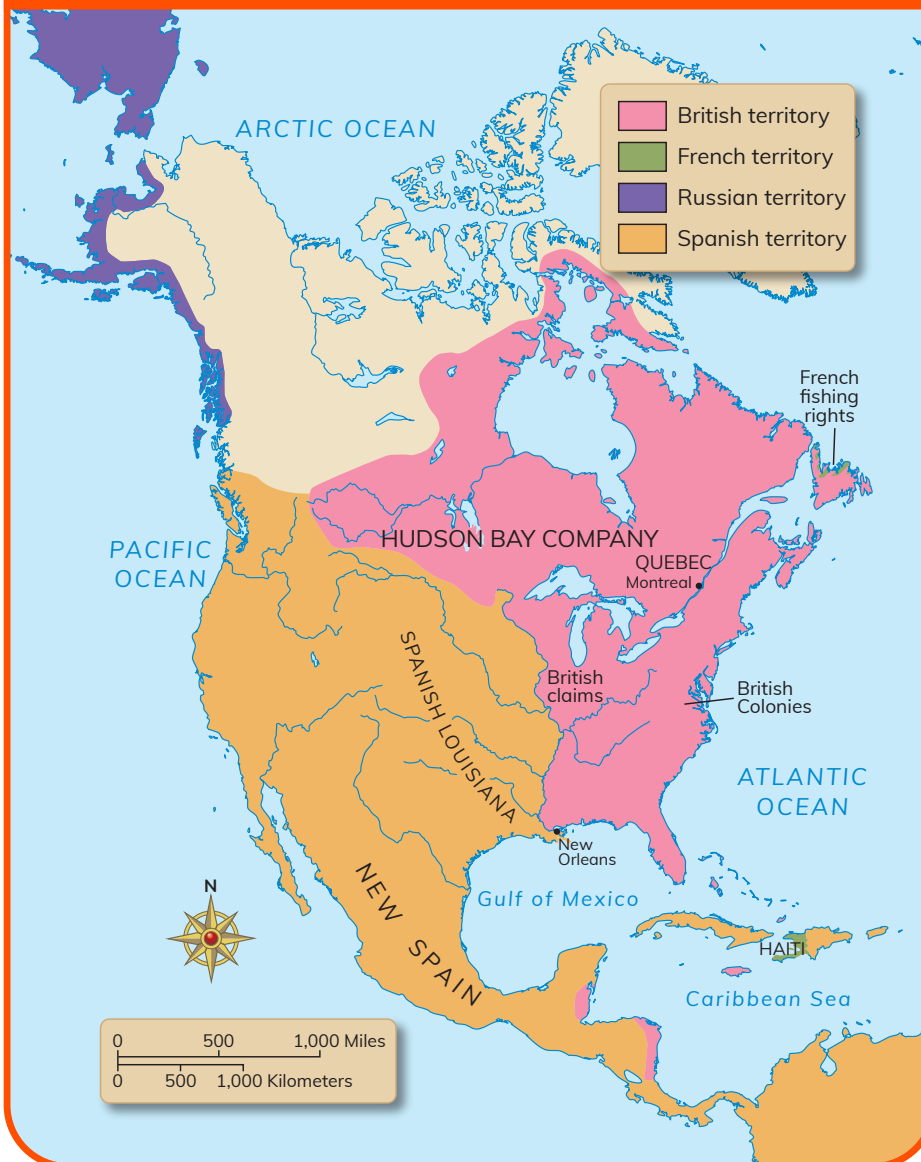 ARCTIC OCEAN
British territory
French territory
Russian territory
Spanish territory
French
fishing
rights
PACIFIC
OCEAN
HUDSON BAY COMPANY
QUEBEC
Montreal
SPANISH LOUISIANA
British
claims
British
Colonies
ATLANTIC
OCEAN
New
Orleans
NEW SPAIN
Gulf of Mexico
HAITI
Caribbean Sea
N
0 500 1,000 Miles
0 500 1,000 Kilometers